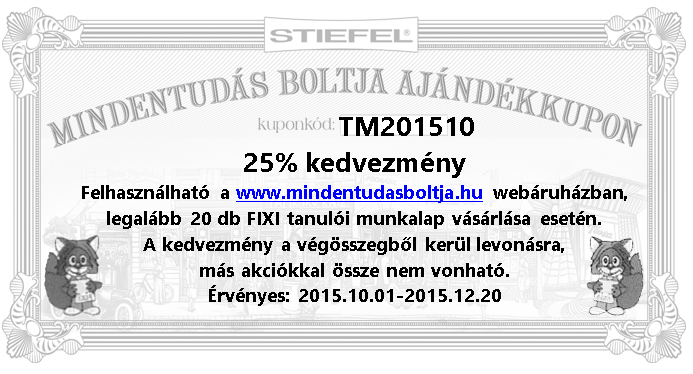 STIEFEL®
MINDENTUDÁS BOLTJA AJÁNDÉKKUPON
kuponkód: TM201510
25% kedvezmény
Felhasználható a www.mindentudasboltja.hu webáruházban,
legalább 20 db FIXI tanulói munkalap vásárlása esetén.
A kedvezmény a végösszegből kerül levonásra,
más akciókkal össze nem vonható.
Érvényes: 2015.10.01-2015.12.20